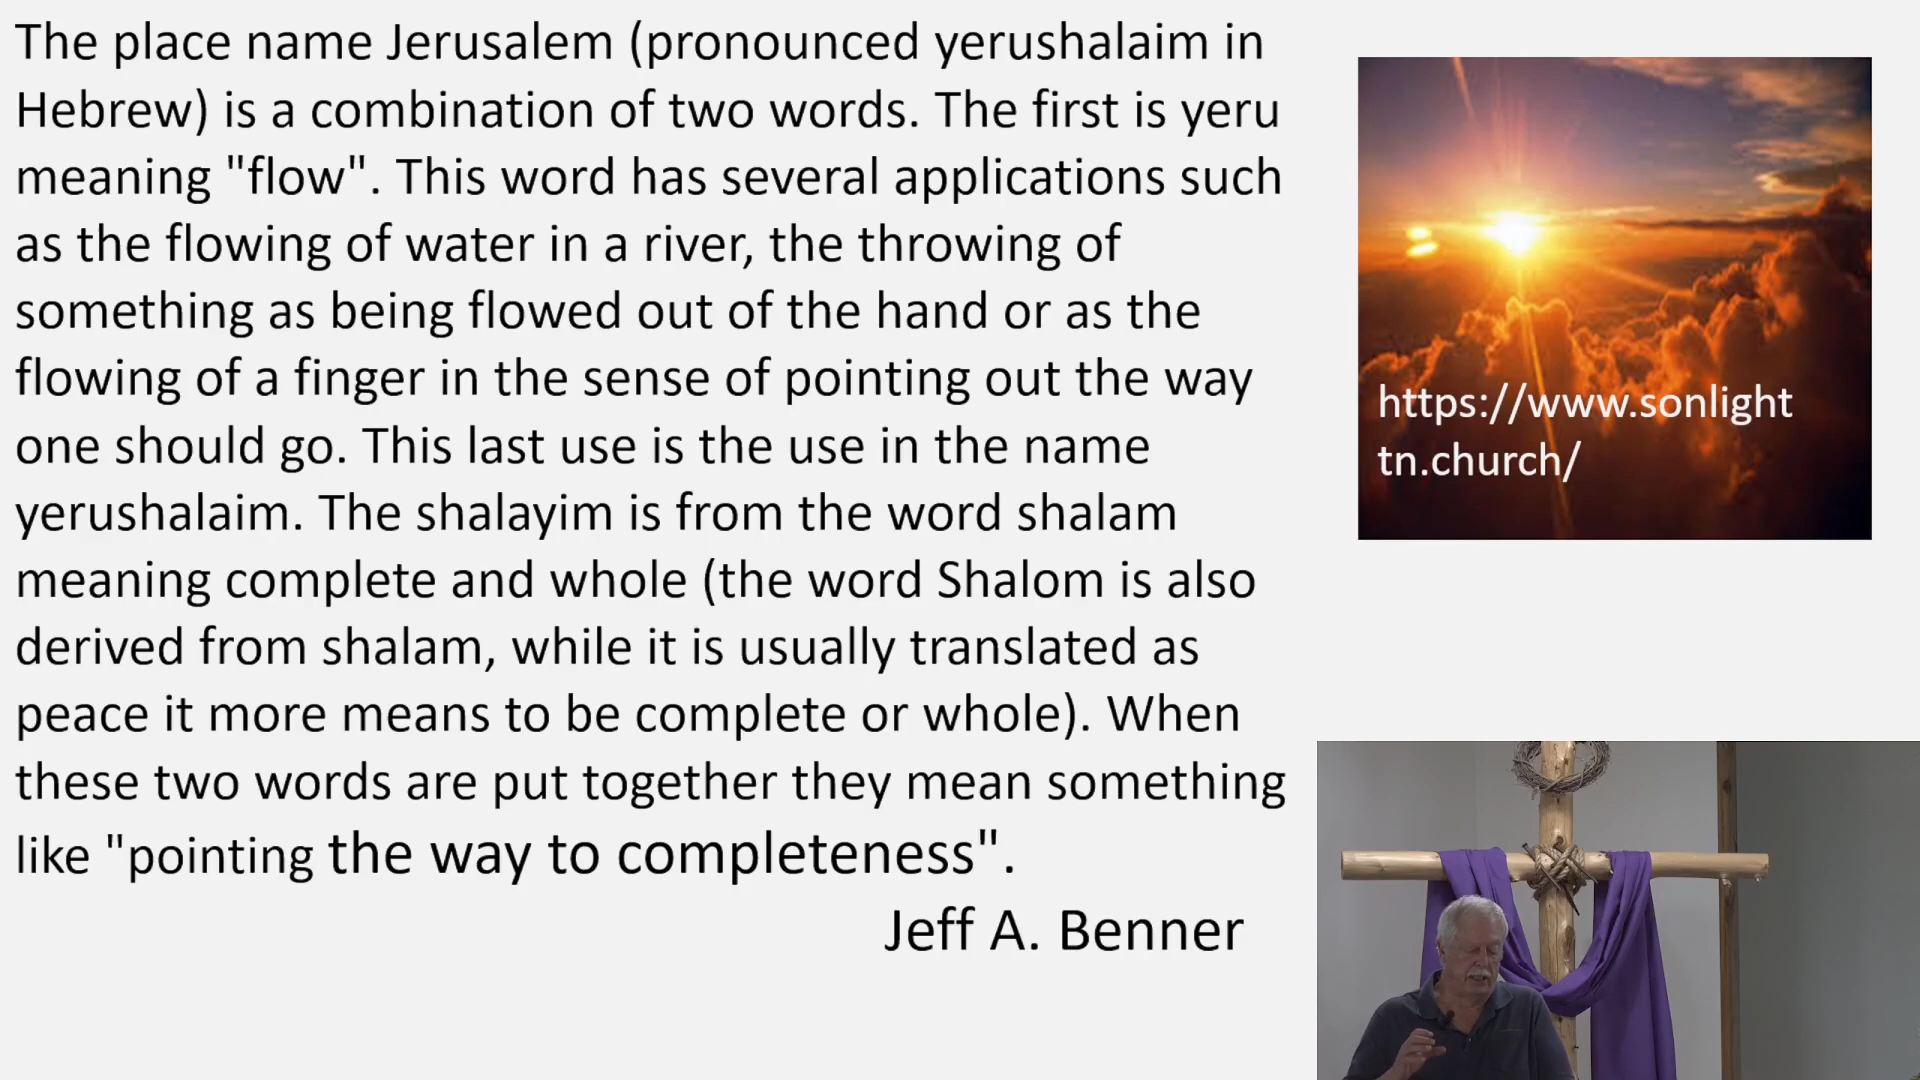 The place name Jerusalem (pronounced yerushalaim in
Hebrew) is a combination of two words. The first is yeru
meaning "flow". This word has several applications such
as the flowing of water in a river, the throwing of
something as being flowed out of the hand or as the
flowing of a finger in the sense of pointing out the way
one should go. This last use is the use in the name
yerushalaim. The shalayim is from the word shalam
meaning complete and whole (the word Shalom is also
derived from shalam, while it is usually translated as
peace it more means to be complete or whole). When
these two words are put together they mean something
like "pointing the way to completeness".
Jeff A. Benner
https://www.sonlight
tn.church/